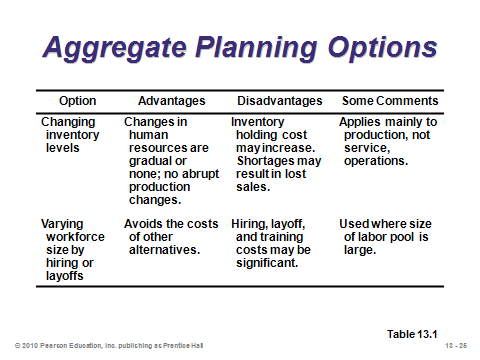 Aggregate Planning Options
Option Advantages Disadvantages Some Comments
Changing inventory levels
Changes in human resources are gradual or none; no abrupt production changes.
Inventory holding cost may increase. Shortages may result in lost sales.
Applies mainly to production, not service, operations.
Varying workforce size by hiring or layoffs
Avoids the costs of other alternatives.
Hiring, layoff, and training costs may be significant.
Used where size of labor pool is large.
Table 13.1
© 2010 Pearson Education, Inc. publishing as Prentice Hall
13 - 25